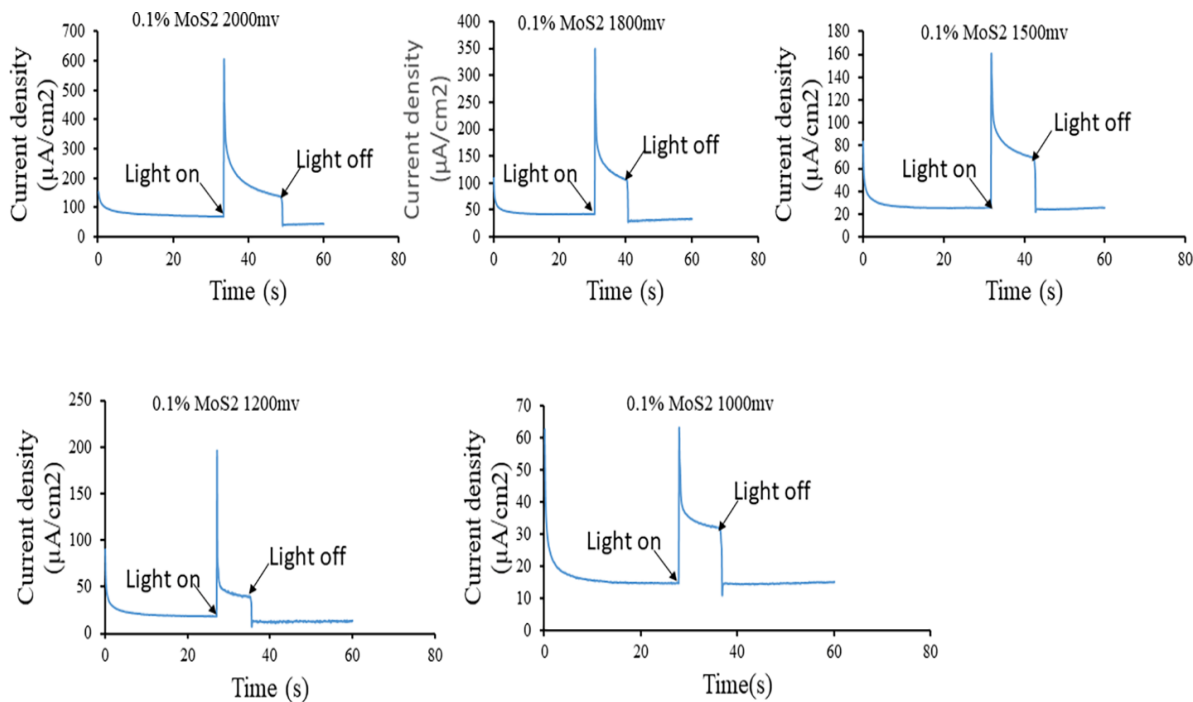 0.1% MoS2 2000mv
Current density
(µA/cm2)
700
600
500
400
300
200
100
0
Light on
Light off
0
20
40
60
80
Time (s)
0.1% MoS2 1800mv
Current density
(µA/cm2)
400
350
300
250
200
150
100
50
0
Light on
Light off
0
20
40
60
80
Time (s)
0.1% MoS2 1500mv
Current density
(µA/cm2)
180
160
140
120
100
80
60
40
20
0
Light on
Light off
0
20
40
60
80
Time (s)
0.1% MoS2 1200mv
Current density
(µA/cm2)
250
200
150
100
50
0
Light on
Light off
0
20
40
60
80
Time (s)
0.1% MoS2 1000mv
Current density
(µA/cm2)
70
60
50
40
30
20
10
0
Light on
Light off
0
20
40
60
80
Time(s)